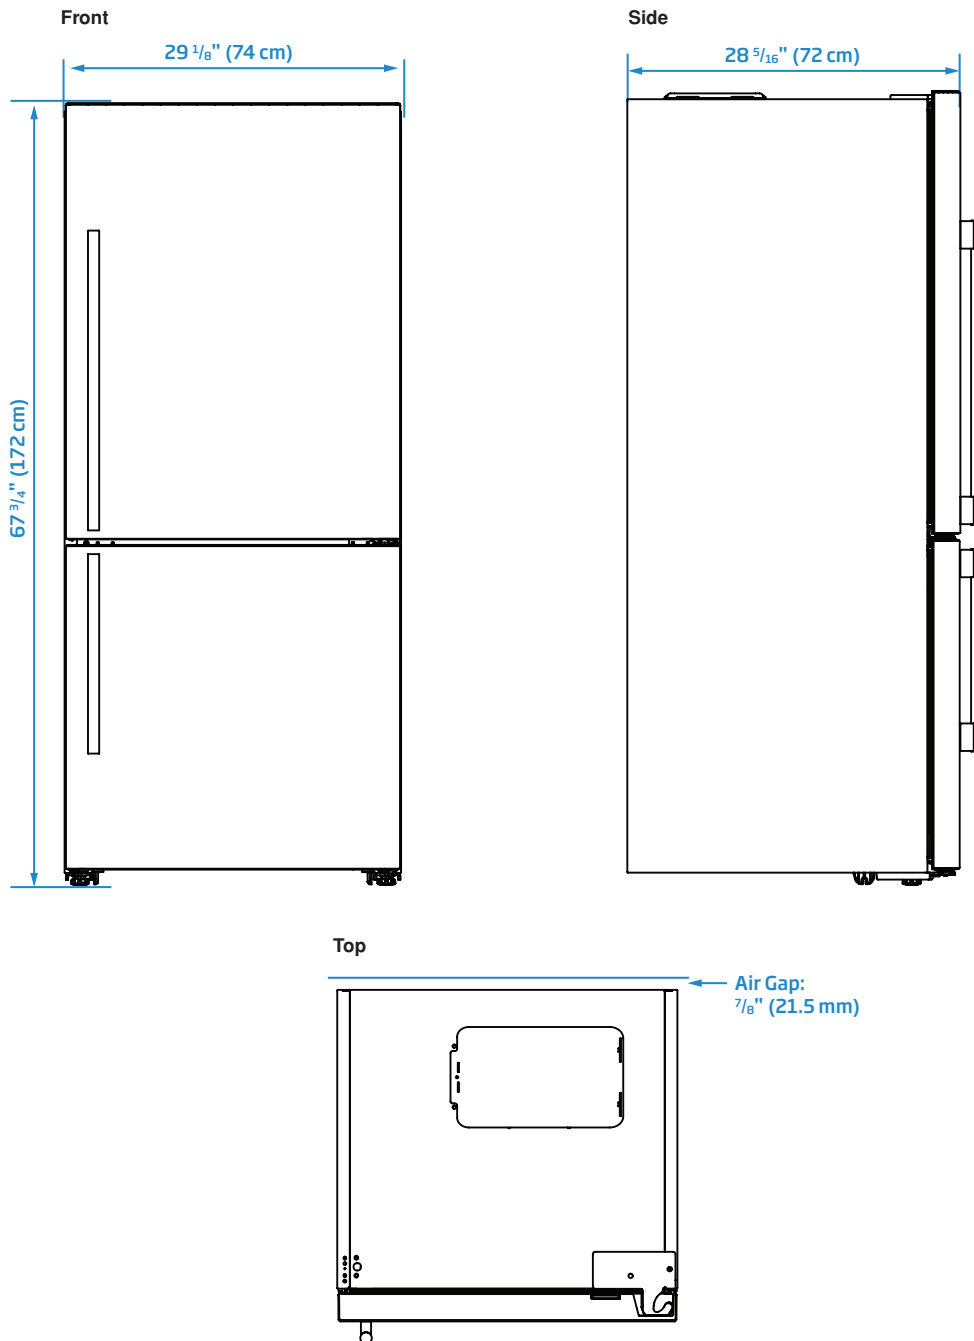 Front
Side
29 1/8" (74 cm)
28 5/16" (72 cm)
67 3/4" (172 cm)
Top
Air Gap:
7/8" (21.5 mm)